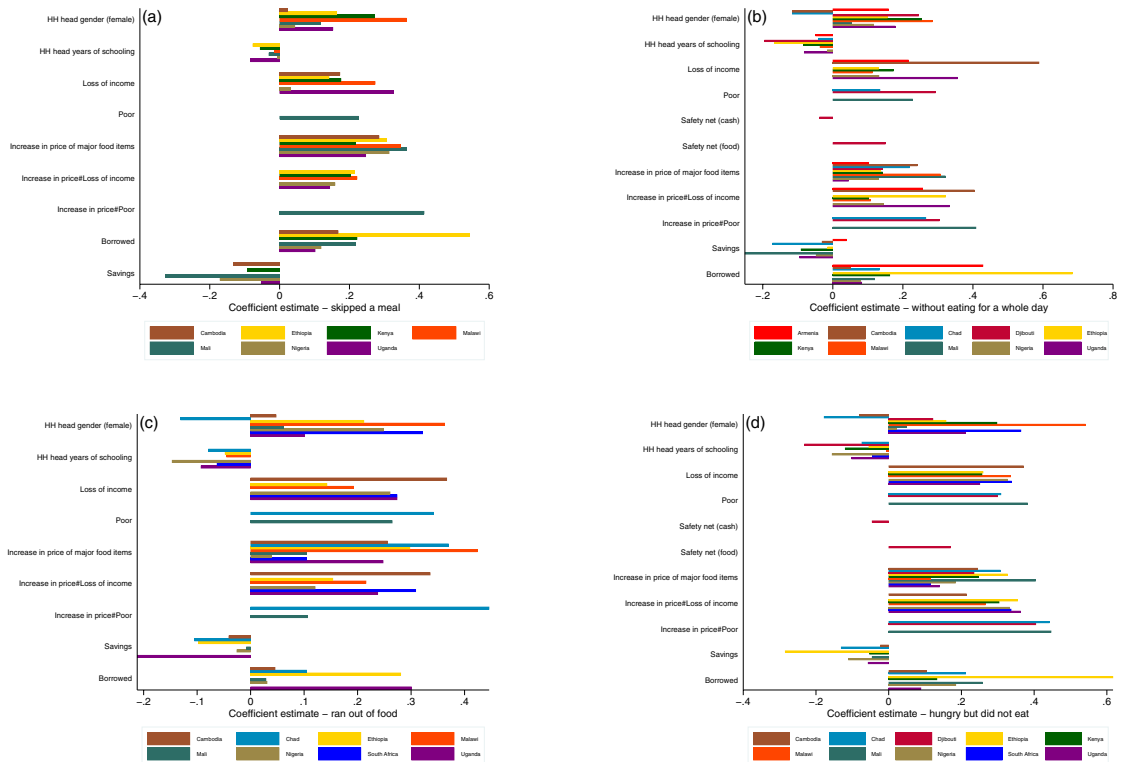 (a)
HH head gender (female)
HH head years of schooling
Loss of income
Poor
Increase in price of major food items
Increase in price#Loss of income
Increase in price#Poor
Borrowed
Savings
−.4 −.2 0 .2 .4 .6
Coefficient estimate − skipped a meal
Cambodia Ethiopia Kenya Malawi
Mali Nigeria Uganda
(b)
HH head gender (female)
HH head years of schooling
Loss of income
Poor
Safety net (cash)
Safety net (food)
Increase in price of major food items
Increase in price#Loss of income
Increase in price#Poor
Savings
Borrowed
−.2 0 .2 .4 .6 .8
Coefficient estimate − without eating for a whole day
Armenia Cambodia Chad Djibouti Ethiopia
Kenya Malawi Mali Nigeria Uganda
(c)
HH head gender (female)
HH head years of schooling
Loss of income
Poor
Increase in price of major food items
Increase in price#Loss of income
Increase in price#Poor
Savings
Borrowed
−.2 −.1 0 .1 .2 .3 .4
Coefficient estimate − ran out of food
Cambodia Chad Ethiopia Malawi
Mali Nigeria South Africa Uganda
(d)
HH head gender (female)
HH head years of schooling
Loss of income
Poor
Safety net (cash)
Safety net (food)
Increase in price of major food items
Increase in price#Loss of income
Increase in price#Poor
Savings
Borrowed
−.4 −.2 0 .2 .4 .6
Coefficient estimate − hungry but did not eat
Cambodia Chad Djibouti Ethiopia Kenya
Malawi Mali Nigeria South Africa Uganda